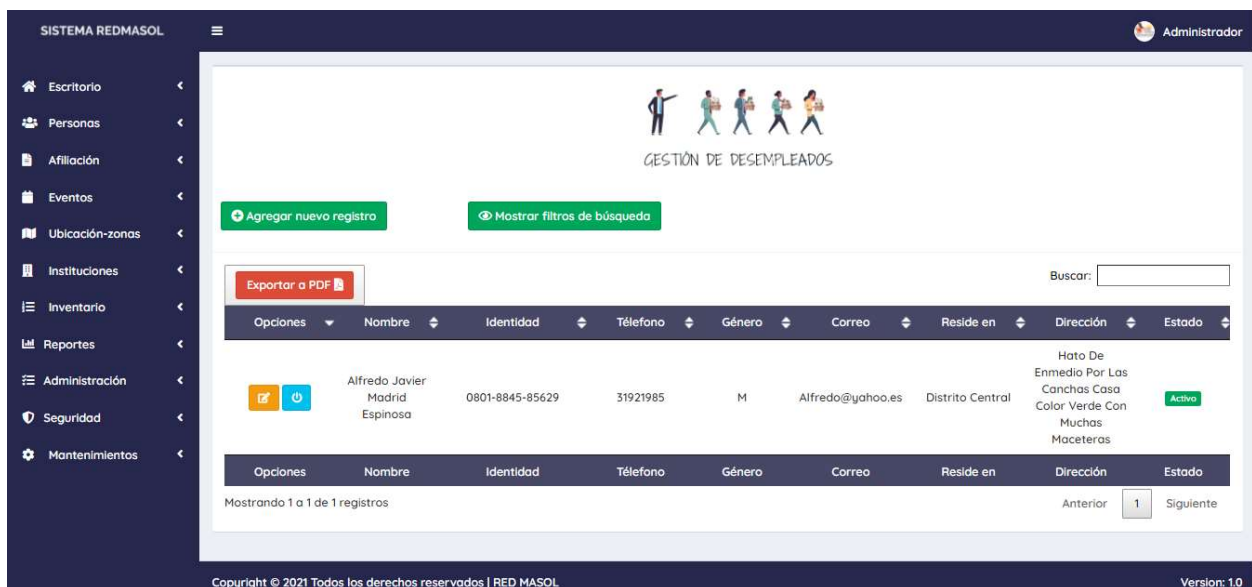 SISTEMA REDMASOL
Administrador
Escritorio
Personas
Afiliación
Eventos
Ubicación-zonas
Instituciones
Inventario
Reportes
Administración
Seguridad
Mantenimientos
GESTIÓN DE DESEMPLEADOS
Agregar nuevo registro Mostrar filtros de búsqueda
Exportar a PDF
Buscar:
Opciones Nombre Identidad Télefono Género Correo Reside en Dirección Estado
Alfredo Javier
Madrid
Espinosa
0801-8845-85629
31921985
M
Alfredo@yahoo.es
Distrito Central
Hato De
Enmedio Por Las
Canchas Casa
Color Verde Con
Muchas
Maceteras
Activo
Opciones Nombre Identidad Télefono Género Correo Reside en Dirección Estado
Mostrando 1 a 1 de 1 registros
Anterior 1 Siguiente
Copyright © 2021 Todos los derechos reservados | RED MASOL
Version: 1.0